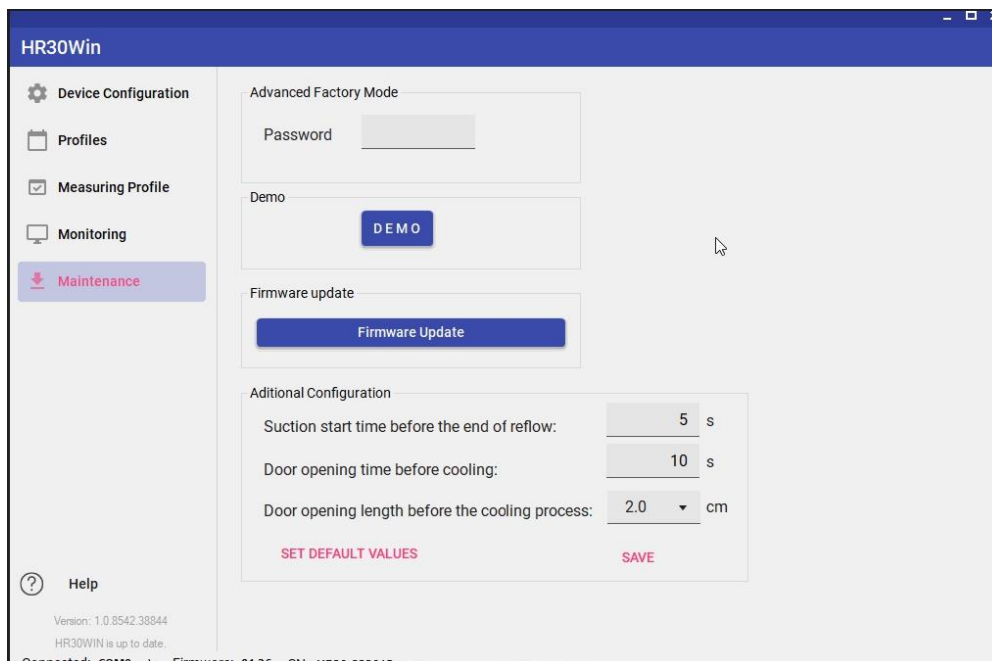 HR30Win
Device Configuration
Profiles
Measuring Profile
Monitoring
Maintenance
Help
Version: 1.0.8542.38844
HR30WIN is up to date.
Advanced Factory Mode
Password
Demo
DEMO
Firmware update
Firmware Update
Aditional Configuration
Suction start time before the end of reflow: 5 s
Door opening time before cooling: 10 s
Door opening length before the cooling process: 2.0 cm
SET DEFAULT VALUES SAVE
Connected: Firmware: